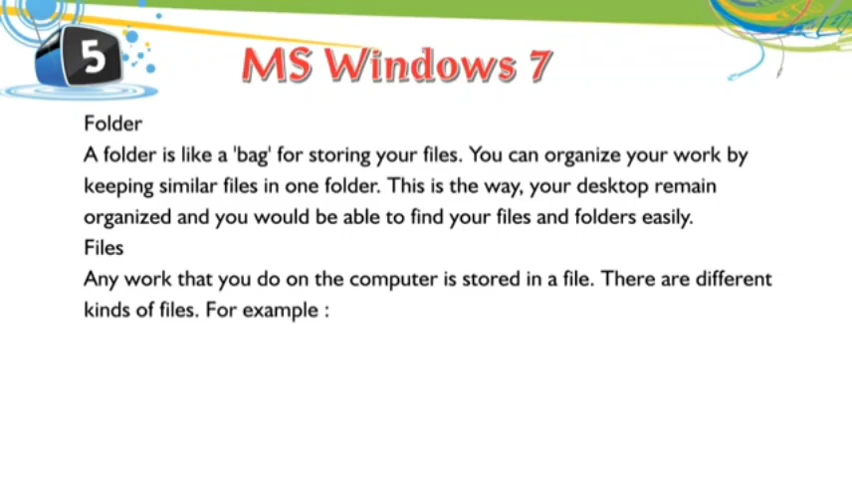 5
MS Windows 7
Folder
A folder is like a 'bag' for storing your files. You can organize your work by
keeping similar files in one folder. This is the way, your desktop remain
organized and you would be able to find your files and folders easily.
Files
Any work that you do on the computer is stored in a file. There are different
kinds of files. For example :